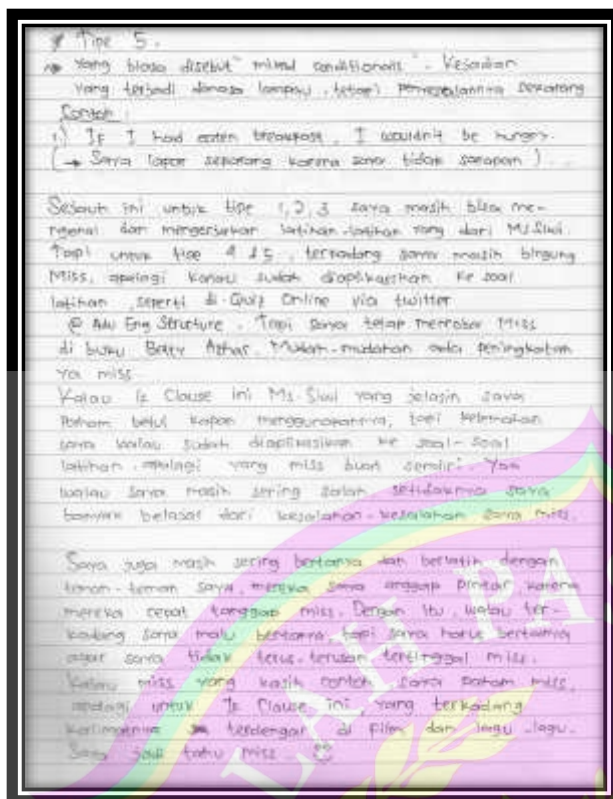 * Tipe 5.
→ Yang biasa disebut "mixed conditionals". Kejadian
yang terjadi dimasa lampau, tetapi penyesalannya sekarang
Contoh:
1.) If I had eaten breakfast, I wouldn't be hungry.
(→ Saya lapar sekarang karena saya tidak sarapan)..
Sejauh ini untuk tipe 1, 2, 3 saya masih bisa me-
ngenal dan mengerjakan latihan-latihan yang dari Ms. Siwi.
Tapi untuk tipe 4 & 5, terkadang saya masih bingung
Miss, apalagi kalau sudah diaplikasikan ke soal
latihan, seperti di Quiz Online via twitter
@ Adv Eng Structure. Tapi saya tetap mencoba Miss
di buku Betty Azhar. Mudah-mudahan ada peningkatan
ya miss
Kalau If Clause ini Ms. Siwi yang jelasin saya
Paham betul kapan menggunakannya, tapi kelemahan
saya kalau sudah diaplikasikan ke soal-soal
latihan, apalagi yang miss buat sendiri. Yaa
walau saya masih sering salah setidaknya saya
banyak belajar dari kesalahan-kesalahan saya miss.
Saya juga masih sering bertanya dan berlatih dengan
teman-teman saya, mereka saya anggap pintar, karena
mereka cepat tanggap miss. Dengan itu, walau ter-
kadang saya malu bertanya, tapi saya harus bertanya
agar saya tidak terus-terusan tertinggal miss.
Kalau miss yang kasih contoh saya paham miss,
apalagi untuk If Clause ini, yang terkadang
kalimatnya terdengar di film dan lagu-lagu.
Saya jadi tahu miss.
LAH PA